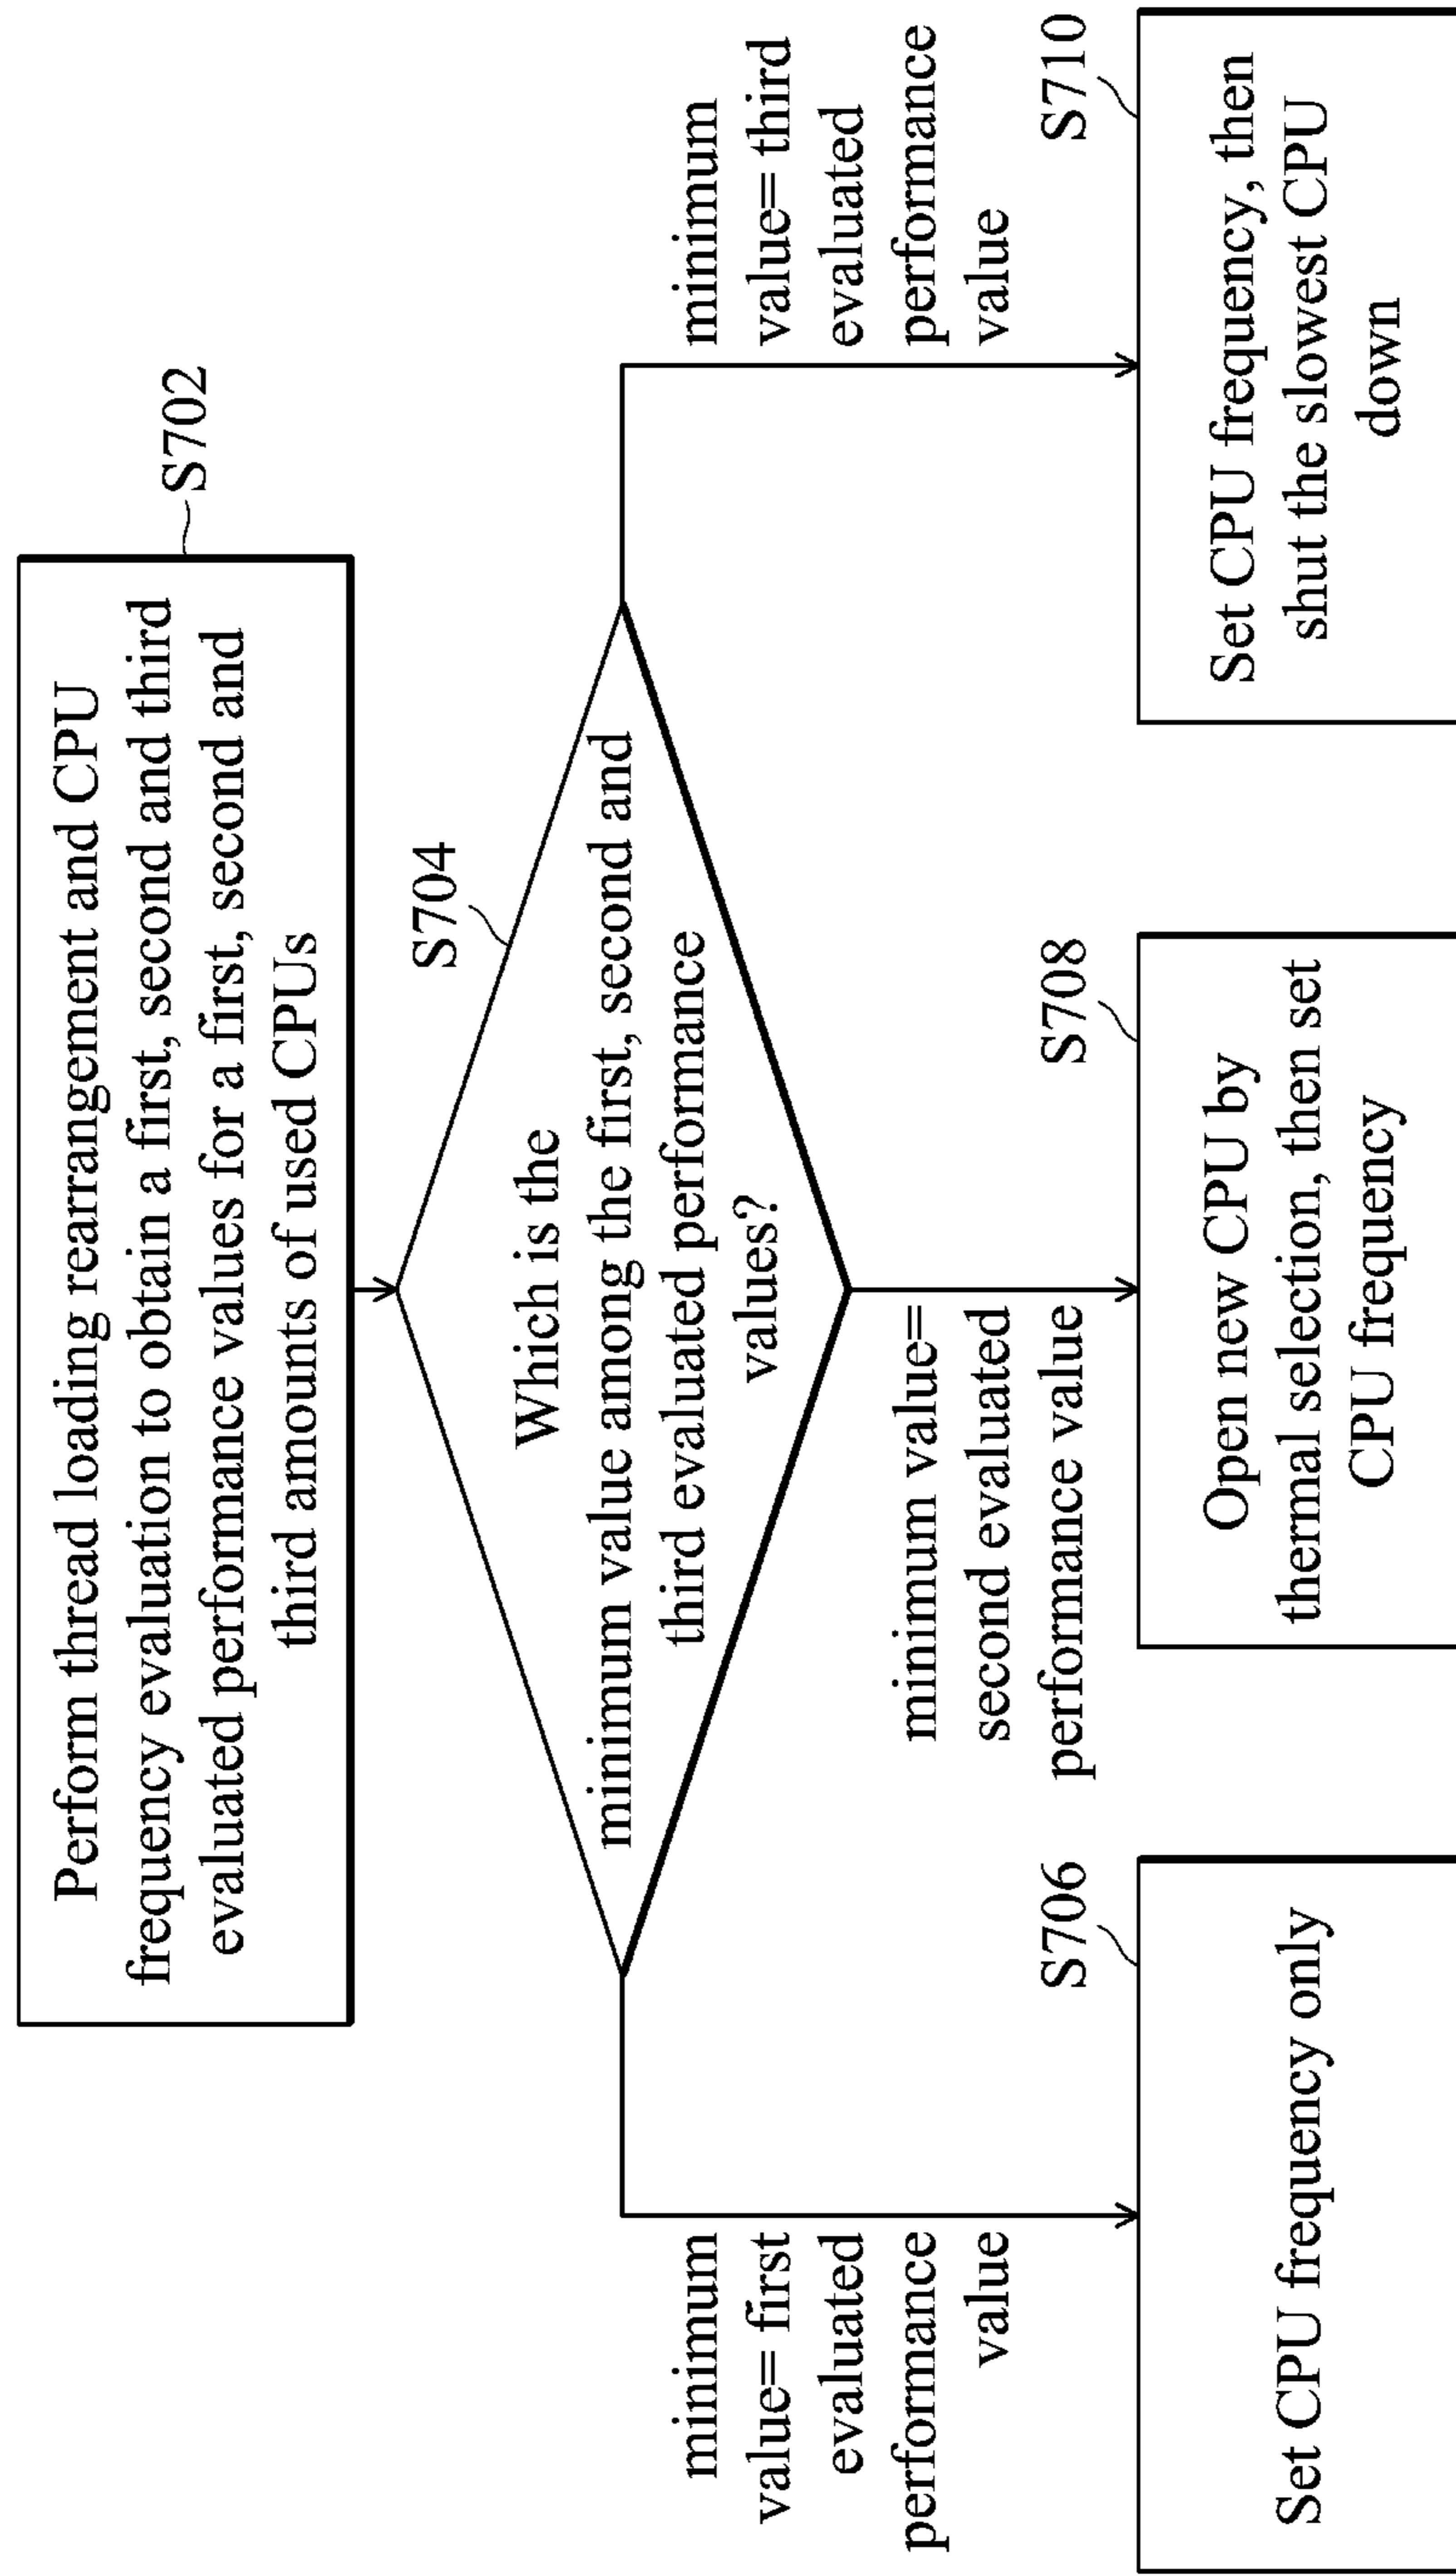 Perform thread loading rearrangement and CPU
frequency evaluation to obtain a first, second and third
evaluated performance values for a first, second and
third amounts of used CPUs
S702
S704
Which is the
minimum value among the first, second and
third evaluated performance
values?
minimum
value= first
evaluated
performance
value
minimum value=
second evaluated
performance value
minimum
value= third
evaluated
performance
value
S706
Set CPU frequency only
S708
Open new CPU by
thermal selection, then set
CPU frequency
S710
Set CPU frequency, then
shut the slowest CPU
down